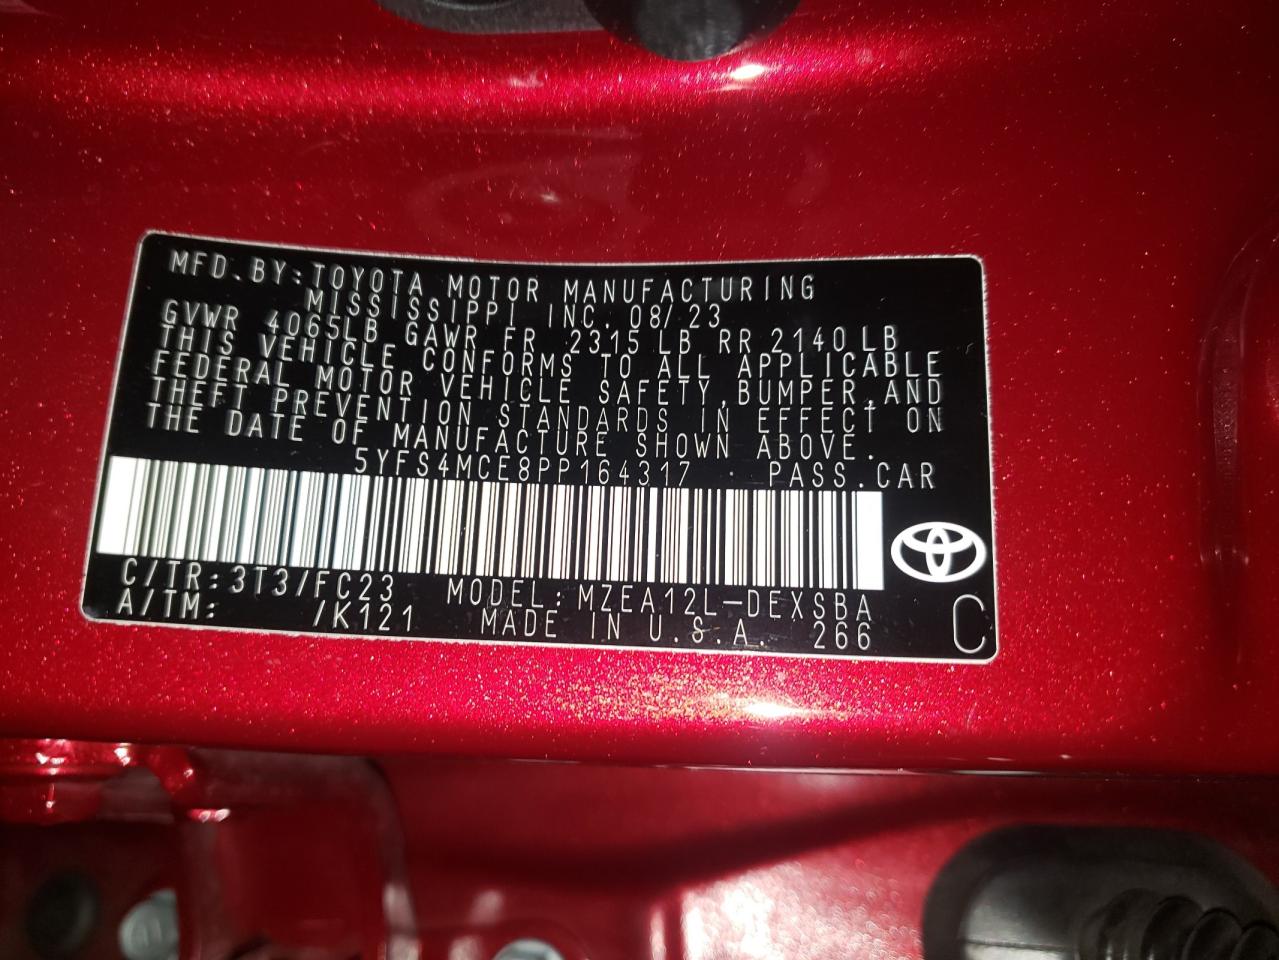 MFD.BY:TOYOTA MOTOR MANUFACTURING
MISSISSIPPI INC. 08/23
GVWR 4065LB GAWR FR 2315 LB RR 2140 LB
THIS VEHICLE CONFORMS TO ALL APPLICABLE
FEDERAL MOTOR VEHICLE SAFETY,BUMPER,AND
THEFT PREVENTION STANDARDS IN EFFECT ON
THE DATE OF MANUFACTURE SHOWN ABOVE.
5YFS4MCE8PP164317 PASS.CAR
C/TR:3T3/FC23 MODEL:MZEA12L-DEXSBA
A/TM: /K121 MADE IN U.S.A. 266 C